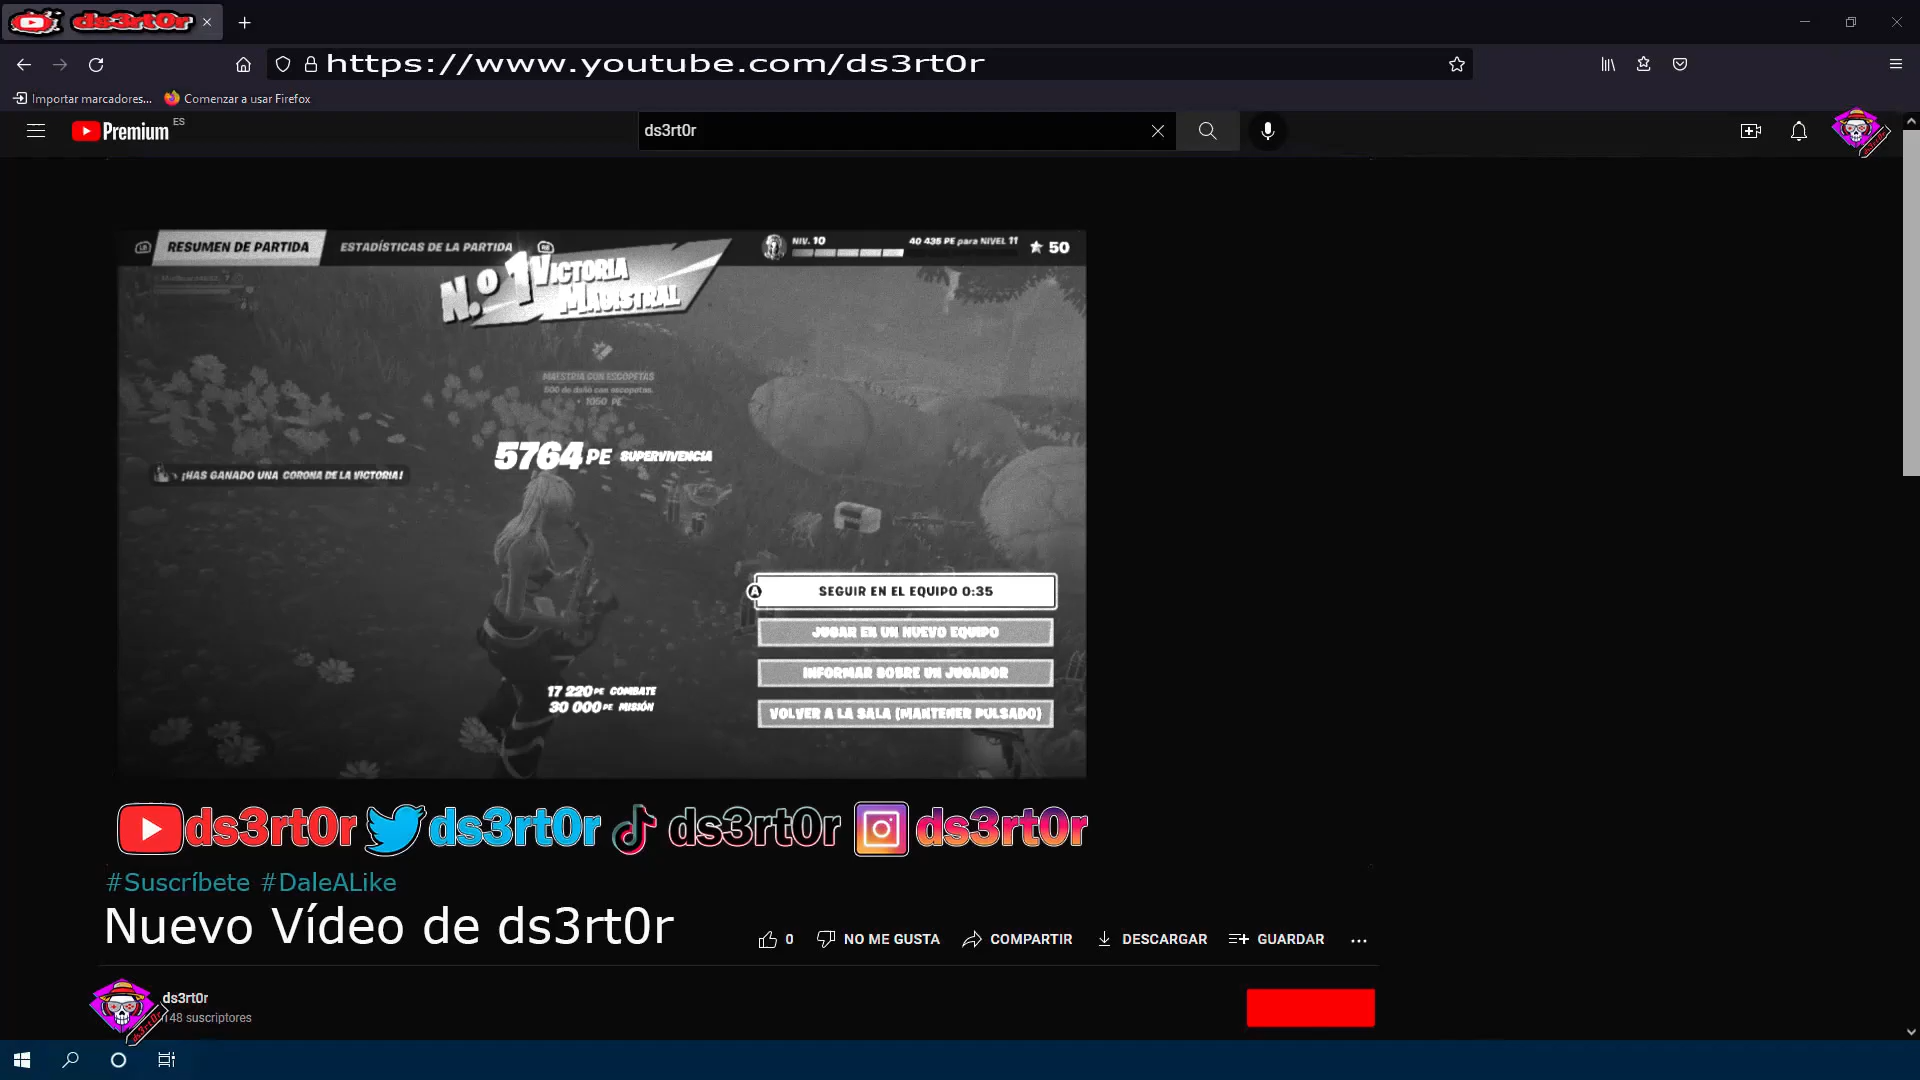 ds3rt0r
https://www.youtube.com/ds3rt0r
Importar marcadores... Comenzar a usar Firefox
Premium ES
ds3rt0r
RESUMEN DE PARTIDA ESTADÍSTICAS DE LA PARTIDA
NIV. 10 40 435 PE para NIVEL 11 50
N.º 1 VICTORIA
MAGISTRAL
MAESTRÍA CON ESCOPETAS
500 de daño con escopetas.
+ 1050 PE
5764 PE SUPERVIVENCIA
¡HAS GANADO UNA CORONA DE LA VICTORIA!
A SEGUIR EN EL EQUIPO 0:35
JUGAR EN UN NUEVO EQUIPO
INFORMAR SOBRE UN JUGADOR
17 220 PE COMBATE
30 000 PE MISIÓN
VOLVER A LA SALA (MANTENER PULSADO)
ds3rt0r ds3rt0r ds3rt0r ds3rt0r
#Suscríbete #DaleALike
Nuevo Vídeo de ds3rt0r
0 NO ME GUSTA COMPARTIR DESCARGAR GUARDAR ...
ds3rt0r
148 suscriptores